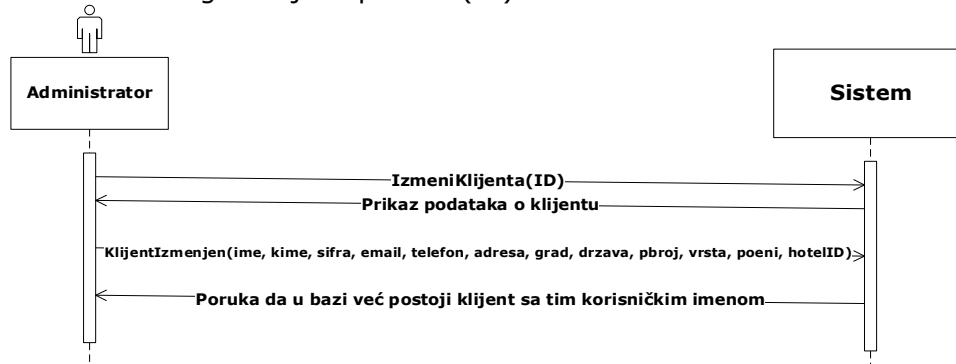 Administrator
Sistem
IzmeniKlijenta(ID)
Prikaz podataka o klijentu
KlijentIzmenjen(ime, kime, sifra, email, telefon, adresa, grad, drzava, pbroj, vrsta, poeni, hotelID)
Poruka da u bazi već postoji klijent sa tim korisničkim imenom